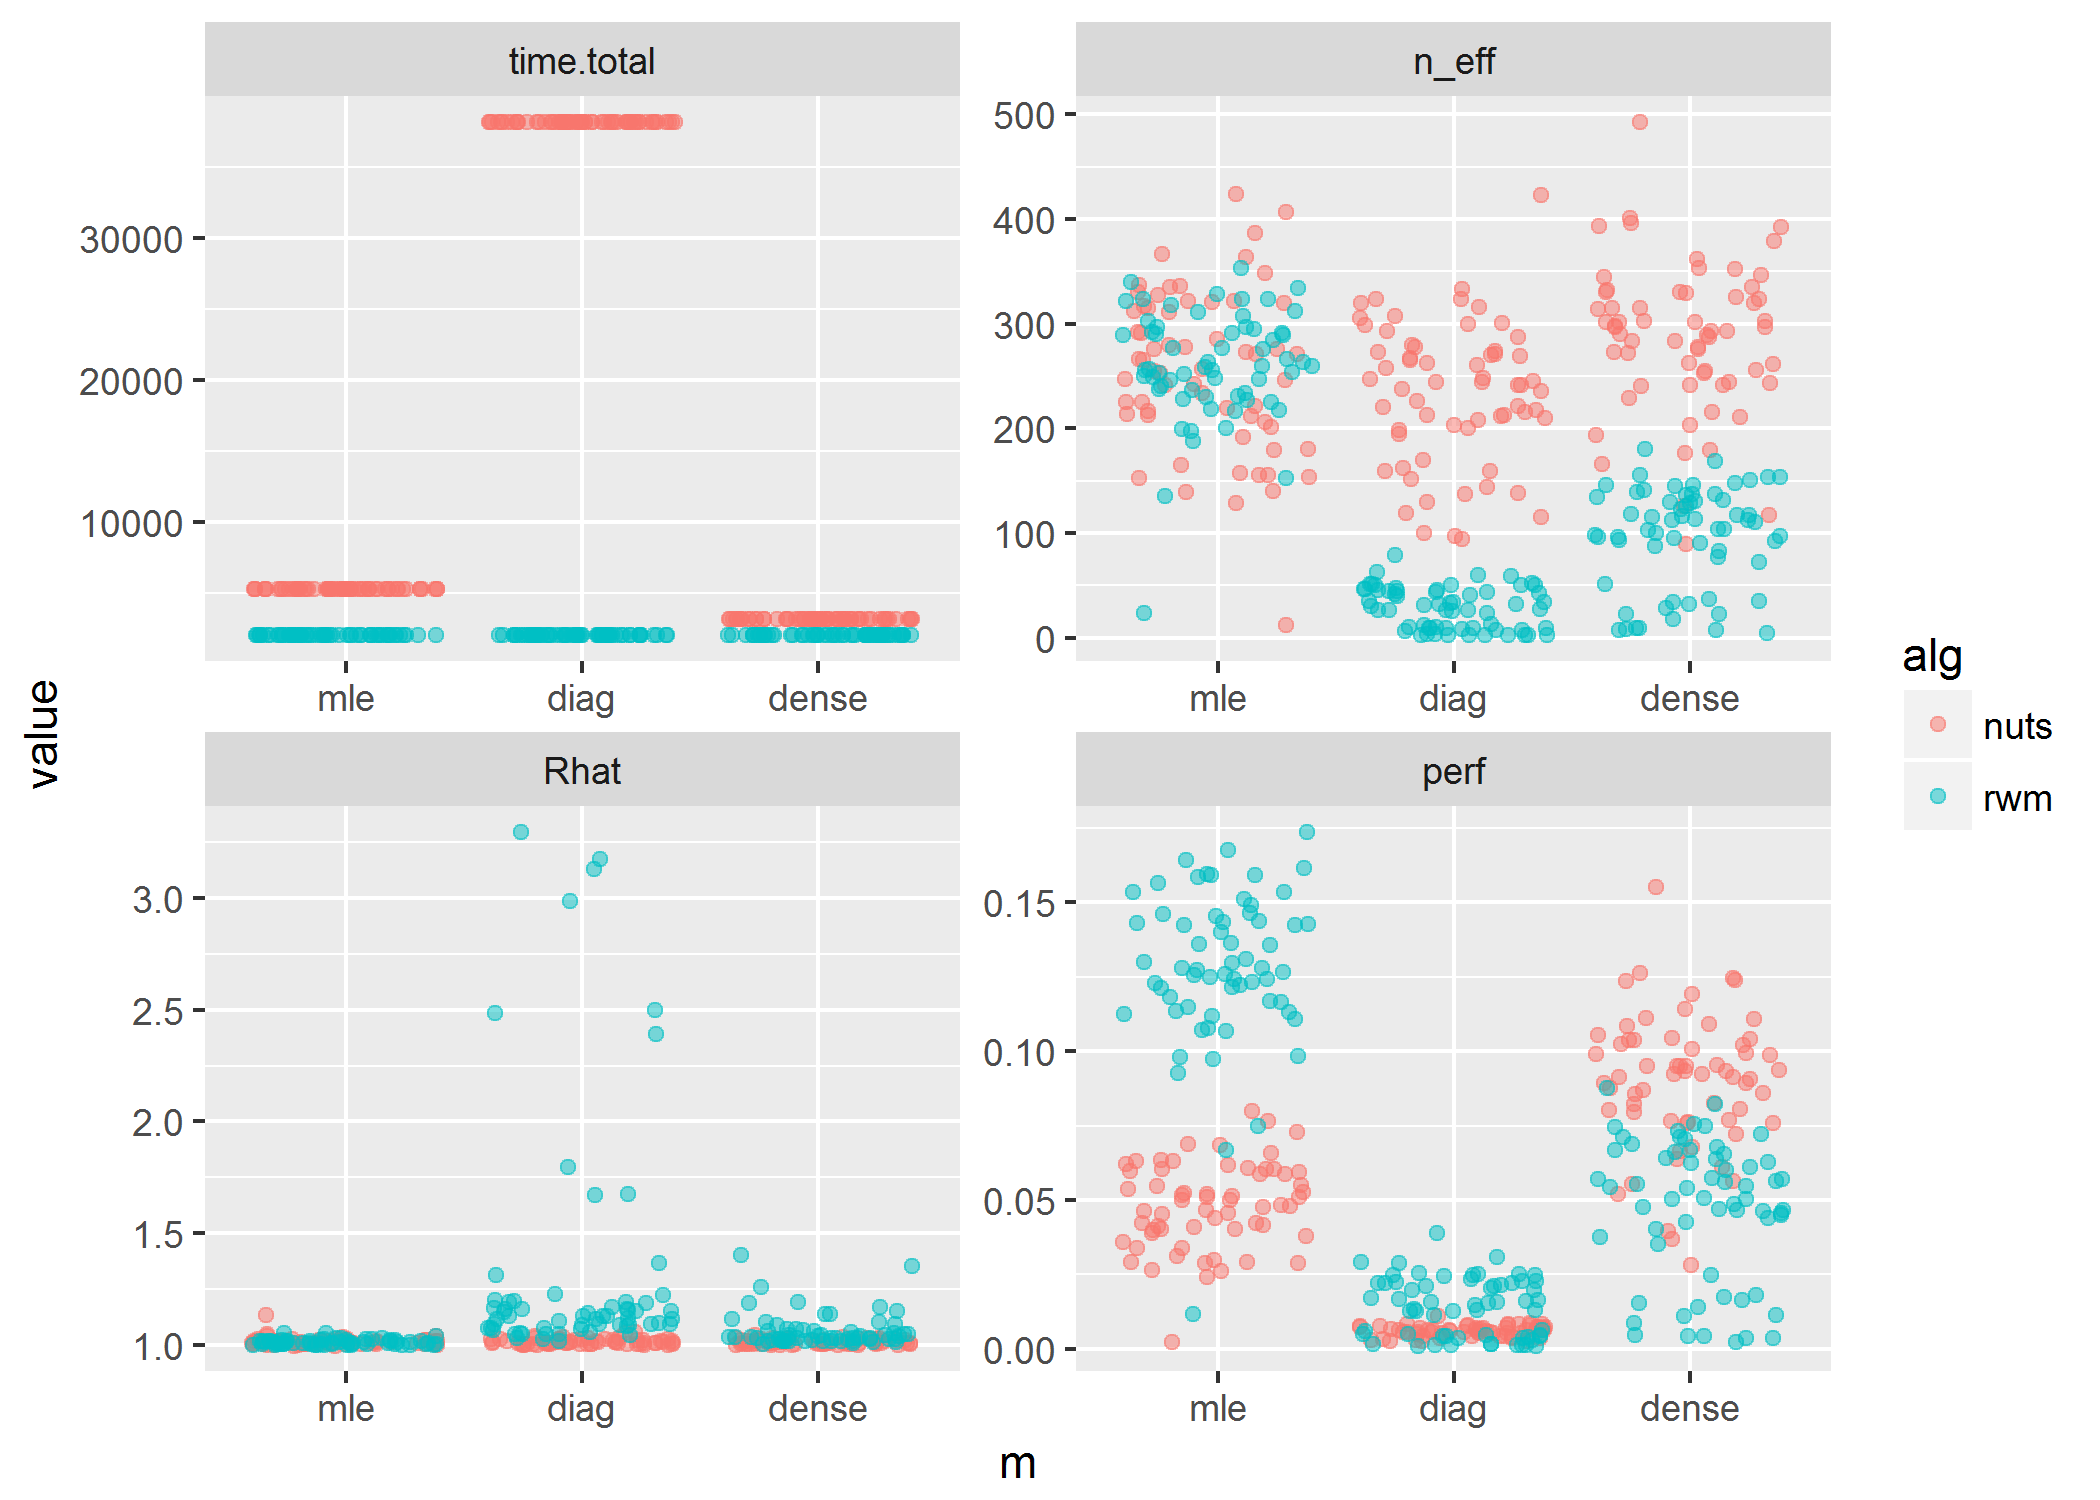 time.total
n_eff
30000
20000
10000
500
400
300
200
100
0
mle
diag
dense
mle
diag
dense
value
Rhat
perf
3.0
2.5
2.0
1.5
1.0
0.15
0.10
0.05
0.00
mle
diag
dense
mle
diag
dense
m
alg
nuts
rwm